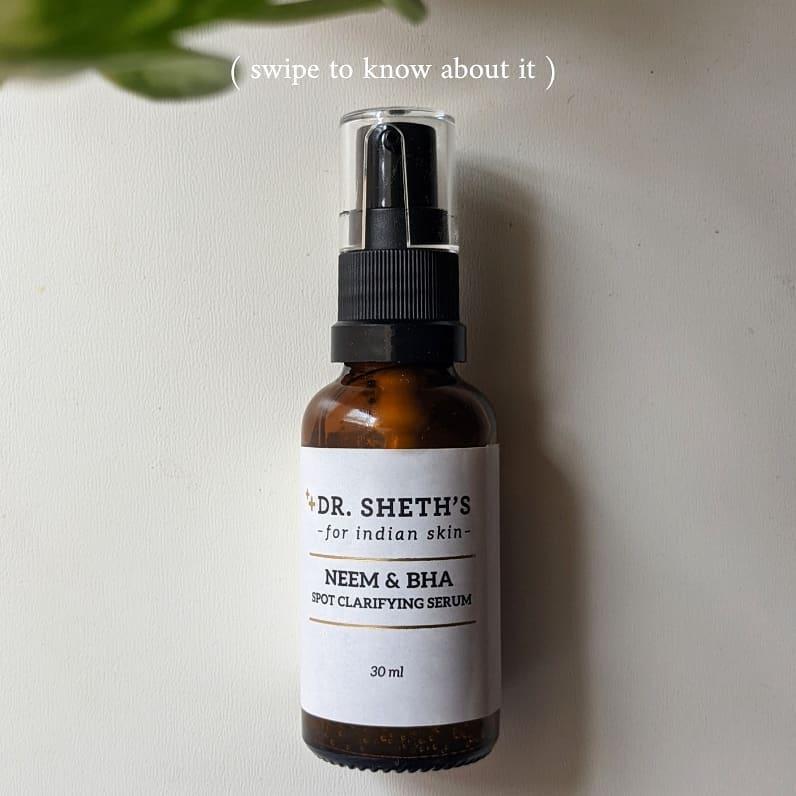 ( swipe to know about it )
DR. SHETH'S
-for indian skin-
NEEM & BHA
SPOT CLARIFYING SERUM
30 ml